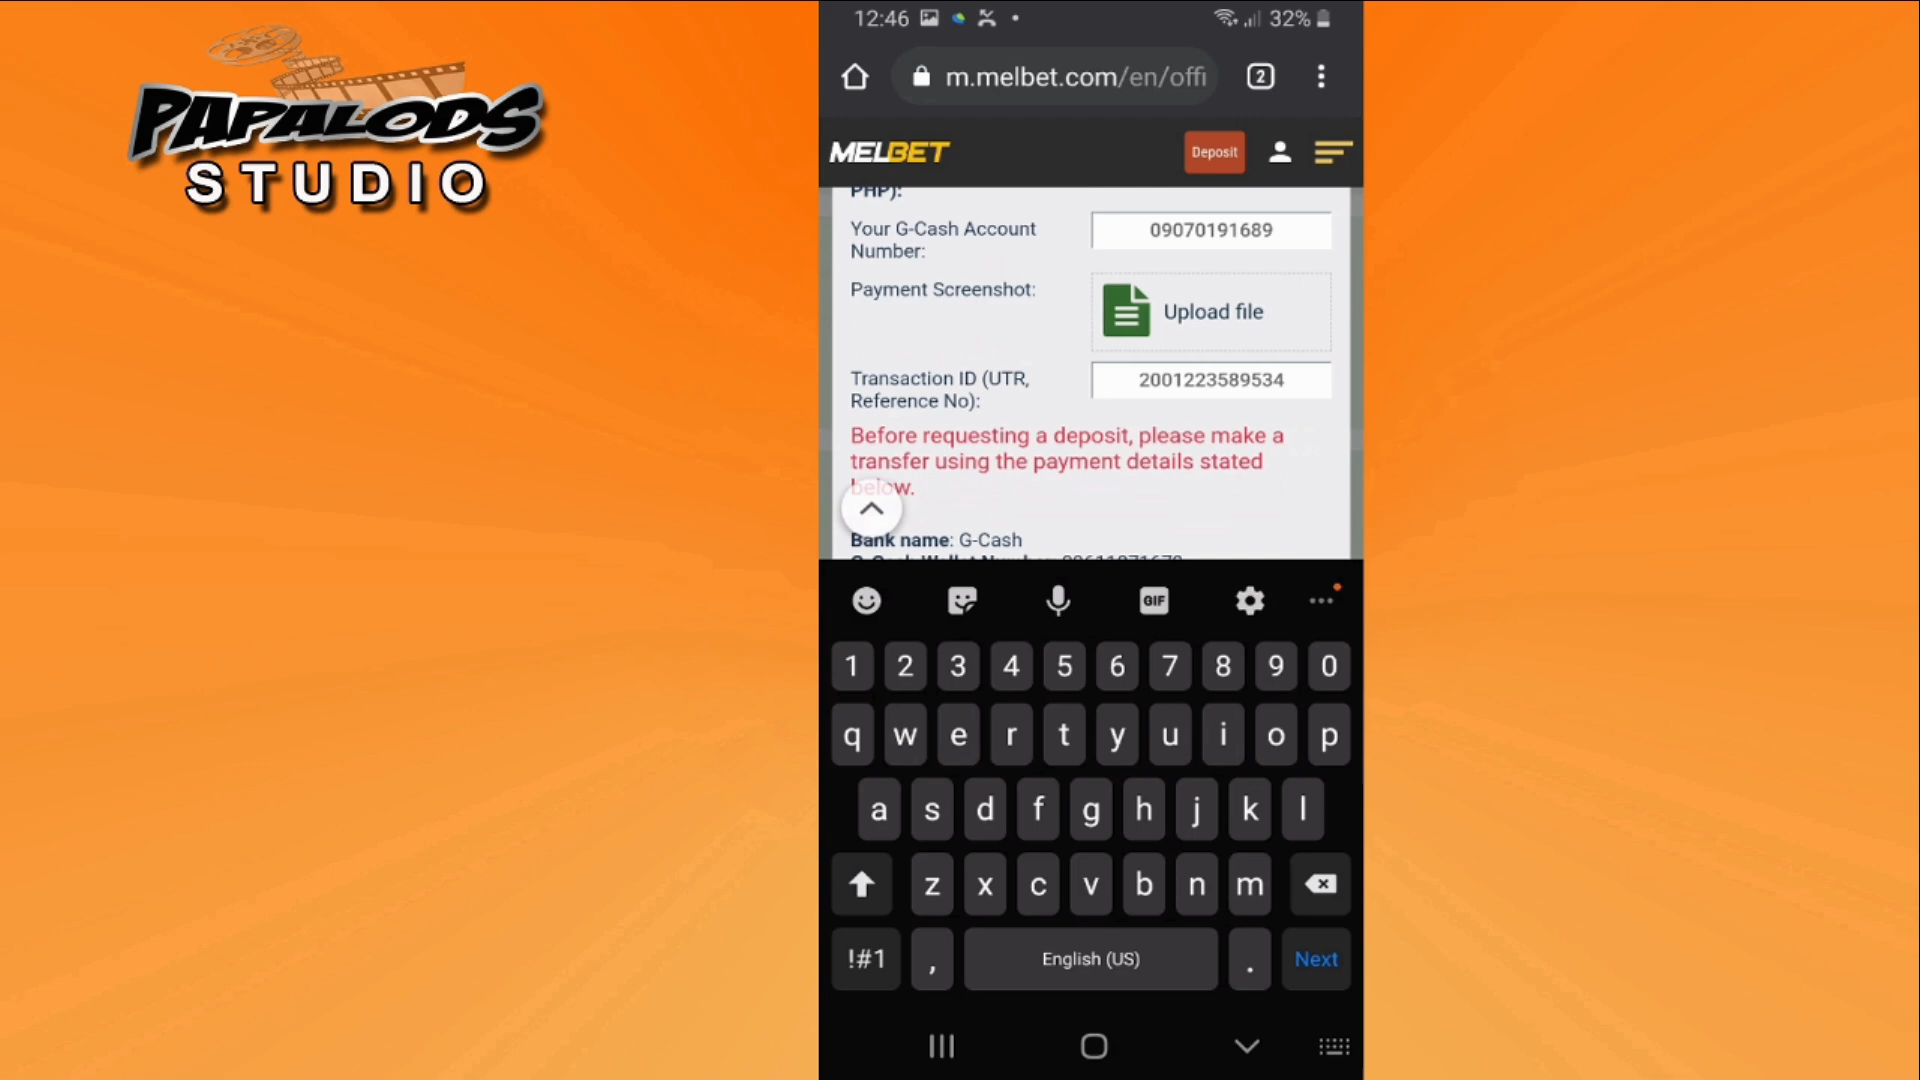 PAPALODS
STUDIO
12:46
32%
m.melbet.com/en/offi
2
MELBET
Deposit
PHP):
Your G-Cash Account
Number:
09070191689
Payment Screenshot:
Upload file
Transaction ID (UTR,
Reference No):
2001223589534
Before requesting a deposit, please make a
transfer using the payment details stated
below.
Bank name: G-Cash
GIF
1 2 3 4 5 6 7 8 9 0
q w e r t y u i o p
a s d f g h j k l
z x c v b n m
!#1 , English (US) . Next